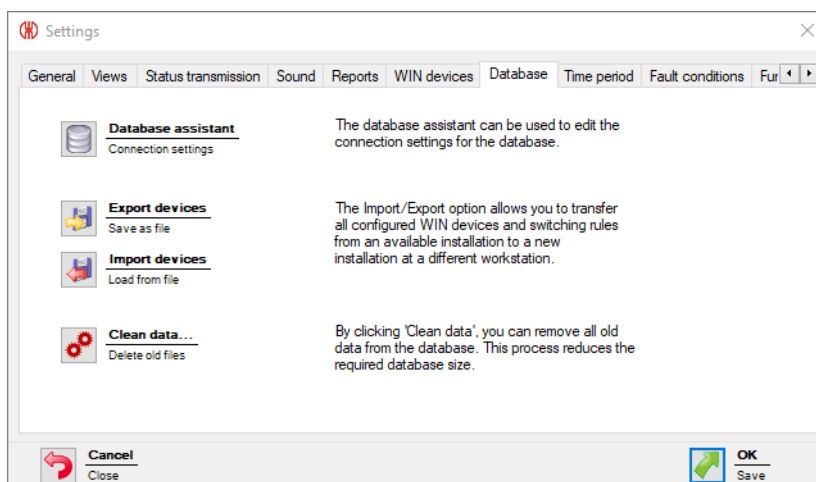 Settings
General Views Status transmission Sound Reports WIN devices Database Time period Fault conditions Fur
Database assistant
Connection settings
The database assistant can be used to edit the
connection settings for the database.
Export devices
Save as file
Import devices
Load from file
The Import/Export option allows you to transfer
all configured WIN devices and switching rules
from an available installation to a new
installation at a different workstation.
Clean data...
Delete old files
By clicking 'Clean data', you can remove all old
data from the database. This process reduces the
required database size.
Cancel
Close
OK
Save